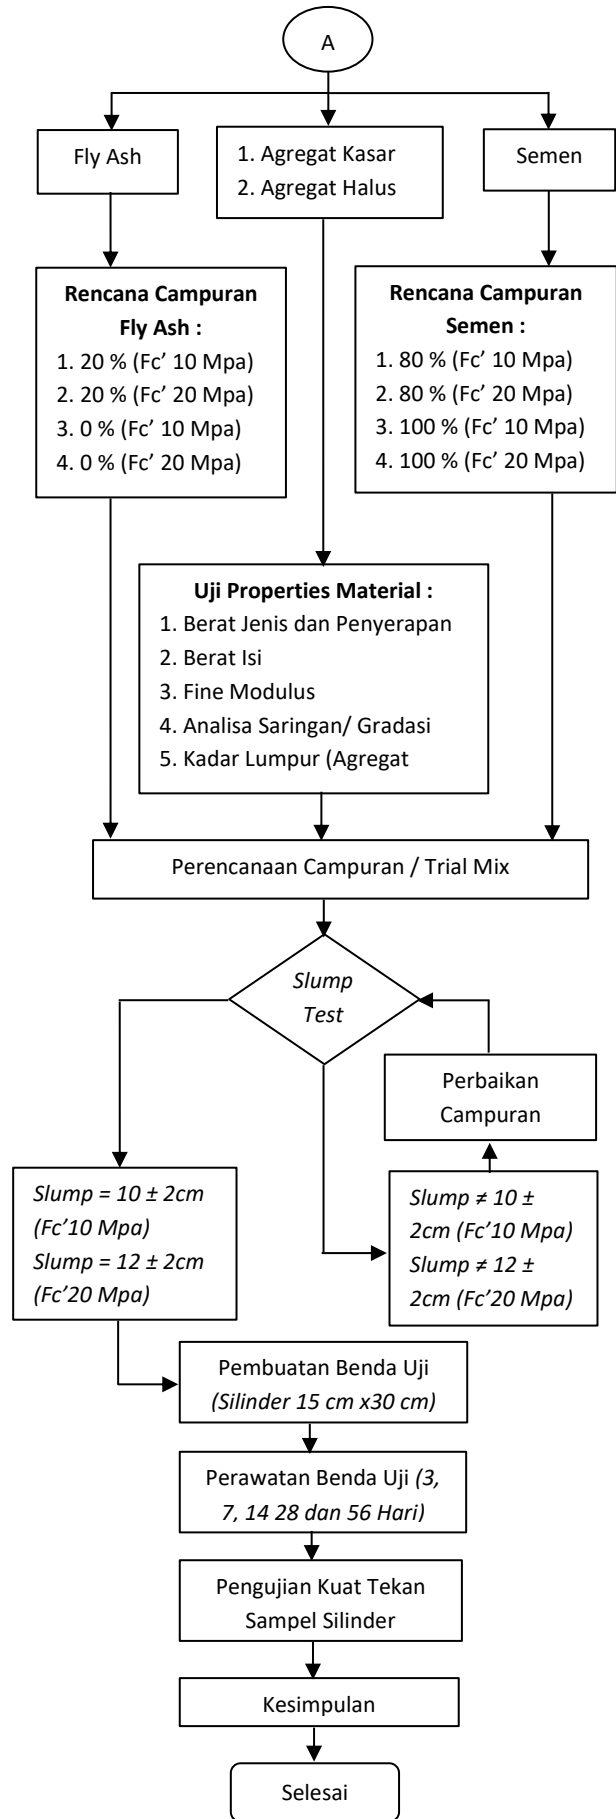 A
Fly Ash
1. Agregat Kasar
2. Agregat Halus
Semen
Rencana Campuran
Fly Ash :
1. 20 % (Fc’ 10 Mpa)
2. 20 % (Fc’ 20 Mpa)
3. 0 % (Fc’ 10 Mpa)
4. 0 % (Fc’ 20 Mpa)
Rencana Campuran
Semen :
1. 80 % (Fc’ 10 Mpa)
2. 80 % (Fc’ 20 Mpa)
3. 100 % (Fc’ 10 Mpa)
4. 100 % (Fc’ 20 Mpa)
Uji Properties Material :
1. Berat Jenis dan Penyerapan
2. Berat Isi
3. Fine Modulus
4. Analisa Saringan/ Gradasi
5. Kadar Lumpur (Agregat
Perencanaan Campuran / Trial Mix
Slump
Test
Perbaikan
Campuran
Slump = 10 ± 2cm
(Fc’10 Mpa)
Slump = 12 ± 2cm
(Fc’20 Mpa)
Slump ≠ 10 ±
2cm (Fc’10 Mpa)
Slump ≠ 12 ±
2cm (Fc’20 Mpa)
Pembuatan Benda Uji
(Silinder 15 cm x30 cm)
Perawatan Benda Uji (3,
7, 14 28 dan 56 Hari)
Pengujian Kuat Tekan
Sampel Silinder
Kesimpulan
Selesai